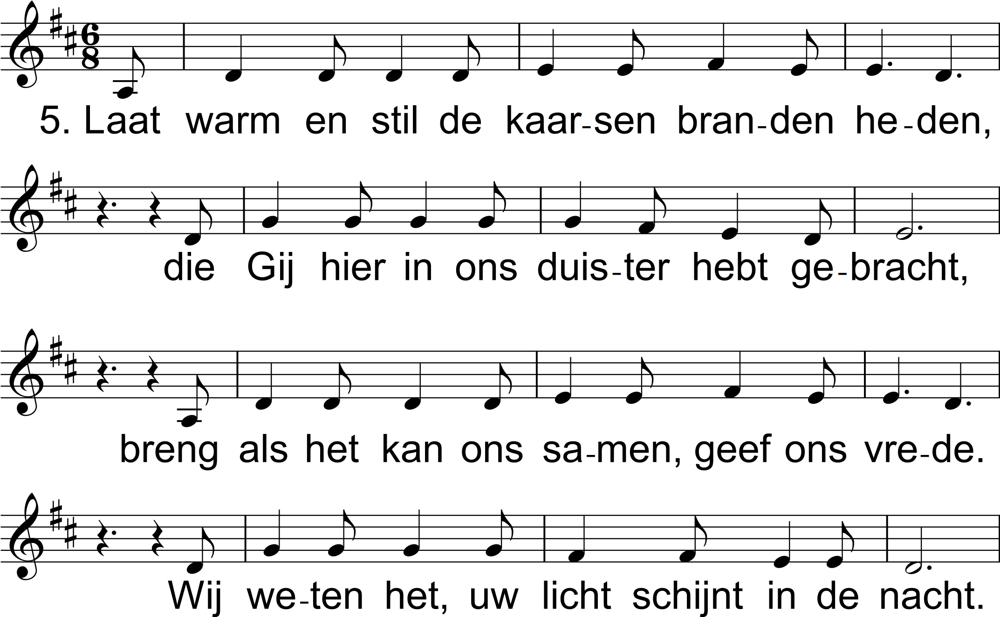 5. Laat warm en stil de kaar-sen bran-den he-den,
die Gij hier in ons duis-ter hebt ge-bracht,
breng als het kan ons sa-men, geef ons vre-de.
Wij we-ten het, uw licht schijnt in de nacht.